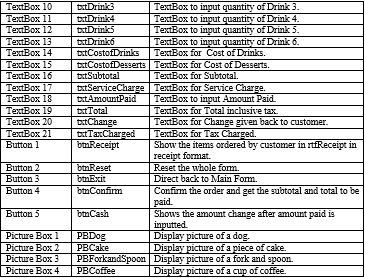 TextBox 10 txtDrink3 TextBox to input quantity of Drink 3.
TextBox 11 txtDrink4 TextBox to input quantity of Drink 4.
TextBox 12 txtDrink5 TextBox to input quantity of Drink 5.
TextBox 13 txtDrink6 TextBox to input quantity of Drink 6.
TextBox 14 txtCostofDrinks TextBox for Cost of Drinks.
TextBox 15 txtCostofDesserts TextBox for Cost of Desserts.
TextBox 16 txtSubtotal TextBox for Subtotal.
TextBox 17 txtServiceCharge TextBox for Service Charge.
TextBox 18 txtAmountPaid TextBox to input Amount Paid.
TextBox 19 txtTotal TextBox for Total inclusive tax.
TextBox 20 txtChange TextBox for Change given back to customer.
TextBox 21 txtTaxCharged TextBox for Tax Charged.
Button 1 btnReceipt Show the items ordered by customer in rtfReceipt in
receipt format.
Button 2 btnReset Reset the whole form.
Button 3 btnExit Direct back to Main Form.
Button 4 btnConfirm Confirm the order and get the subtotal and total to be
paid.
Button 5 btnCash Shows the amount change after amount paid is
inputted.
Picture Box 1 PBDog Display picture of a dog.
Picture Box 2 PBCake Display picture of a piece of cake.
Picture Box 3 PBForkandSpoon Display picture of a fork and spoon.
Picture Box 4 PBCoffee Display picture of a cup of coffee.